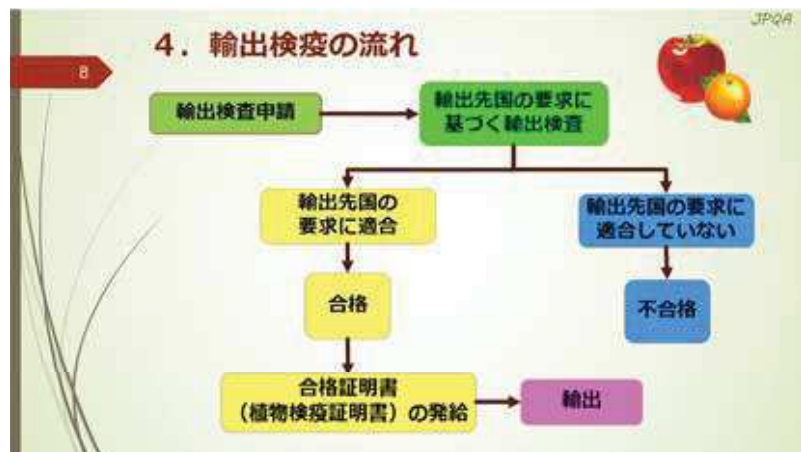 JPQA
4．輸出検疫の流れ
8
輸出検査申請
輸出先国の要求に
基づく輸出検査
輸出先国の
要求に適合
輸出先国の要求に
適合していない
合格
不合格
合格証明書
（植物検疫証明書）の発給
輸出